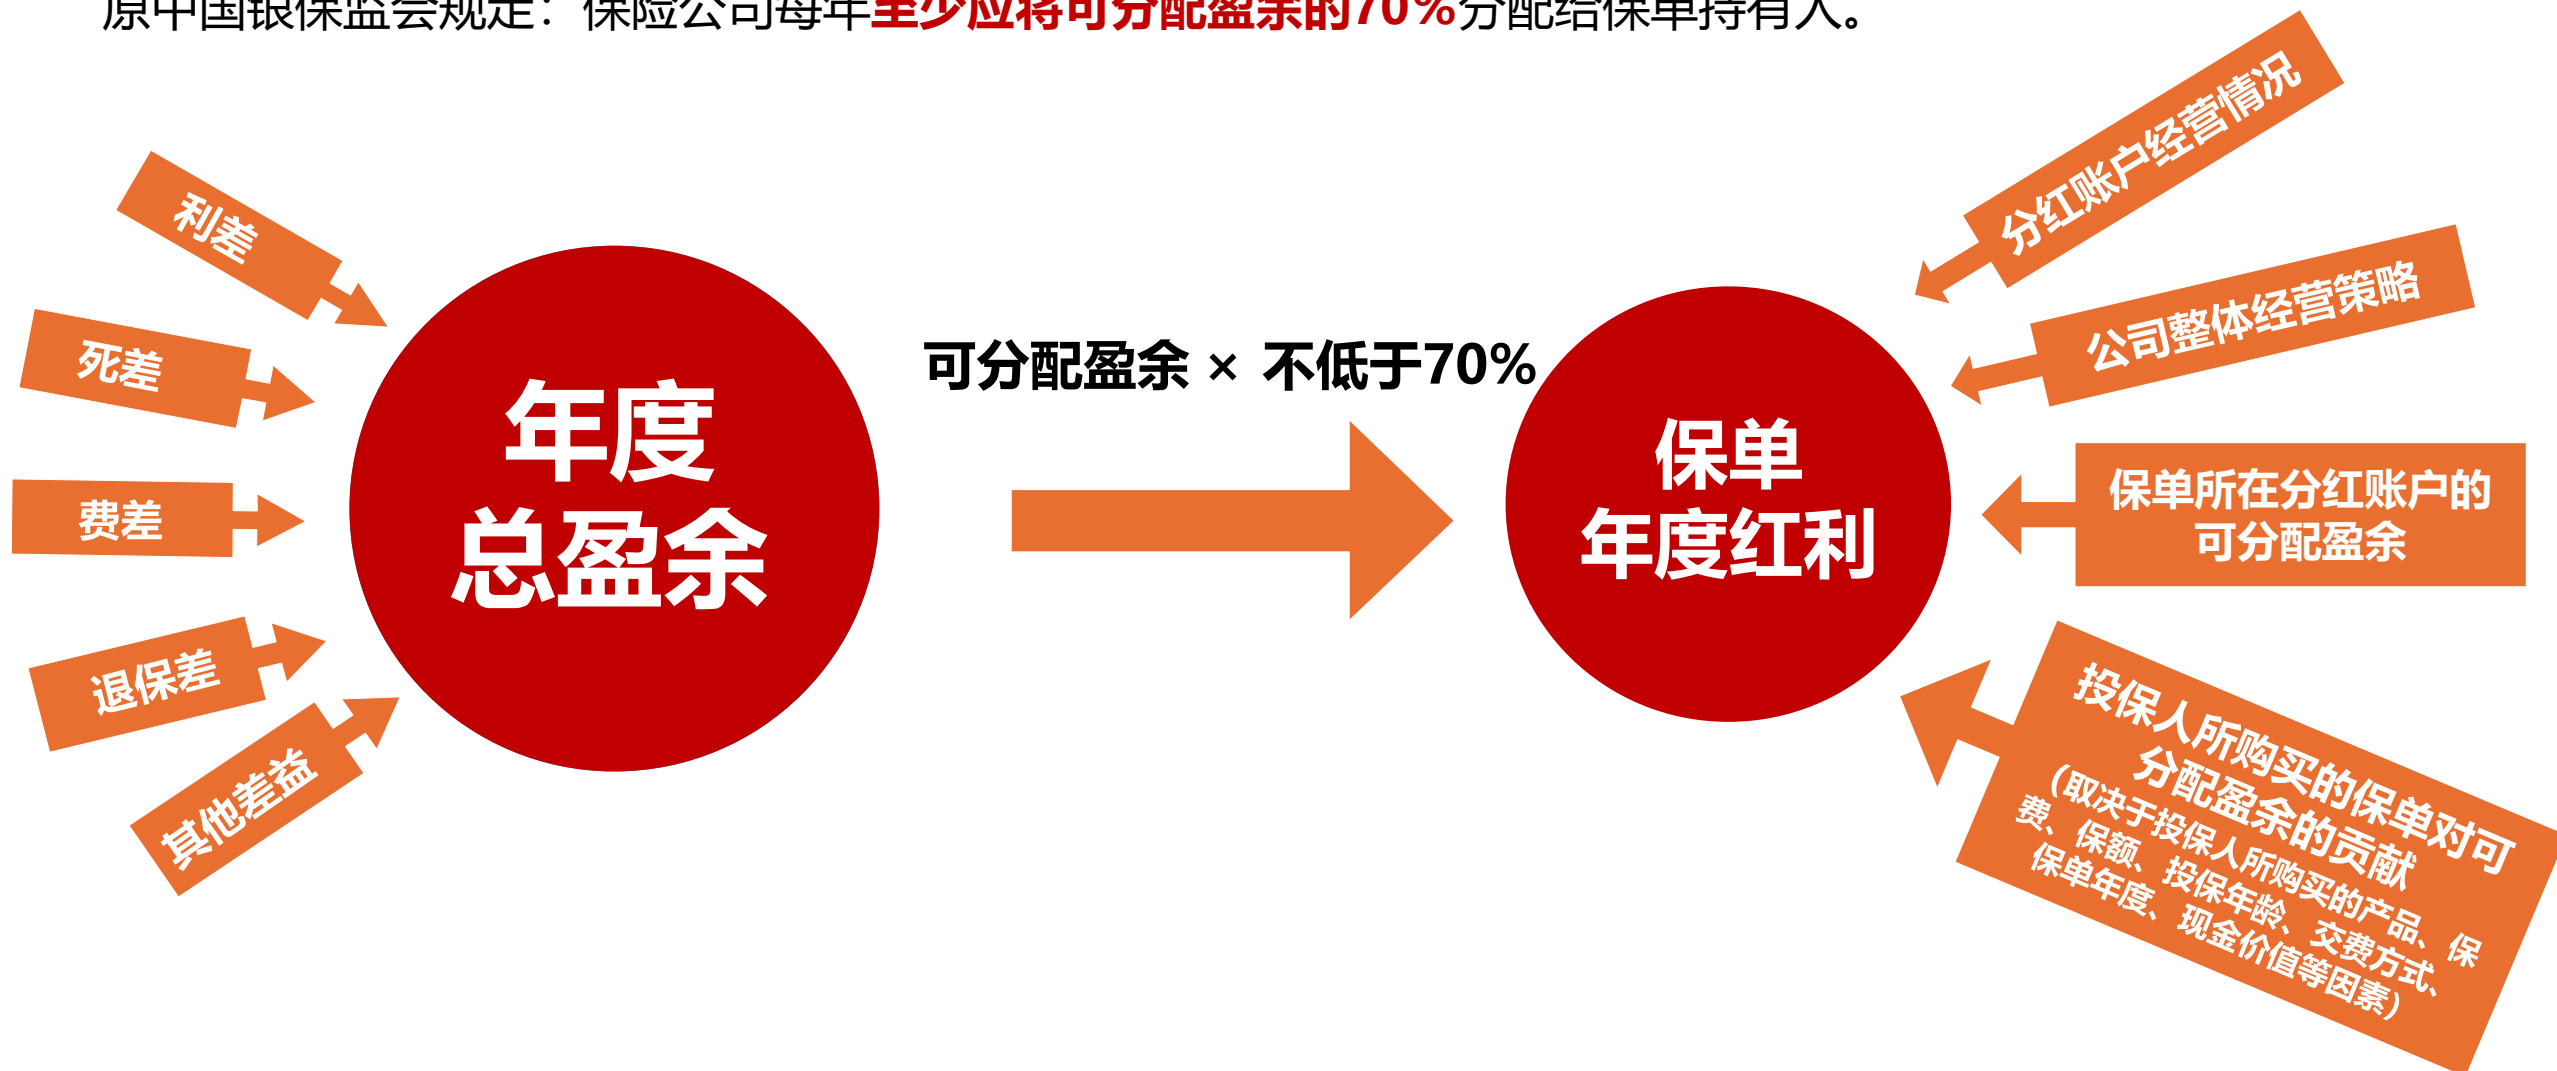 原中国银保监会规定：保险公司每年至少应将可分配盈余的70%分配给保单持有人。
利差
死差
费差
退保差
其他差益
年度
总盈余
可分配盈余 × 不低于70%
保单
年度红利
分红账户经营情况
公司整体经营策略
保单所在分红账户的
可分配盈余
投保人所购买的保单对可
分配盈余的贡献
（取决于投保人所购买的产品、保
费、保额、投保年龄、交费方式、
保单年度、现金价值等因素）